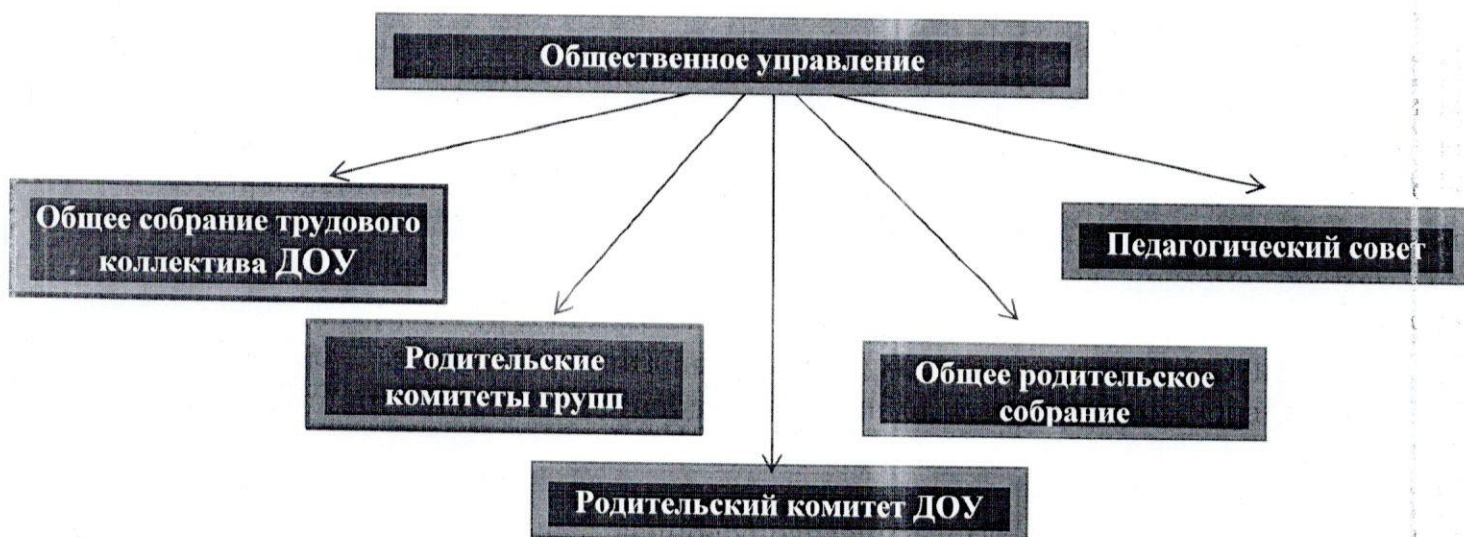 Общественное управление
Общее собрание трудового
коллектива ДОУ
Педагогический совет
Родительские
комитеты групп
Общее родительское
собрание
Родительский комитет ДОУ